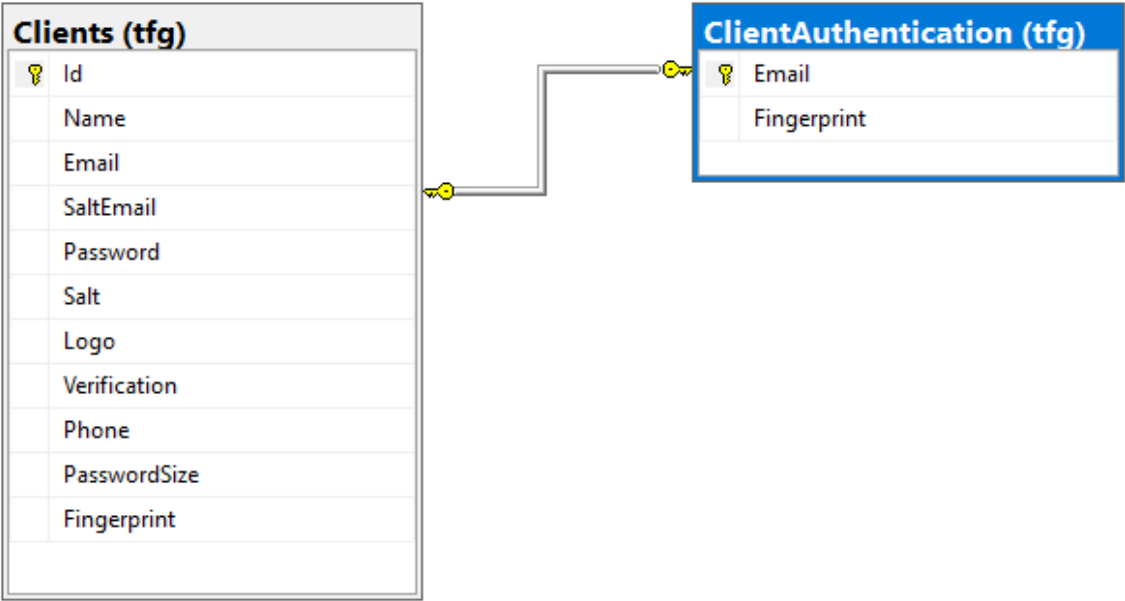 Clients (tfg)
Id
Name
Email
SaltEmail
Password
Salt
Logo
Verification
Phone
PasswordSize
Fingerprint
ClientAuthentication (tfg)
Email
Fingerprint